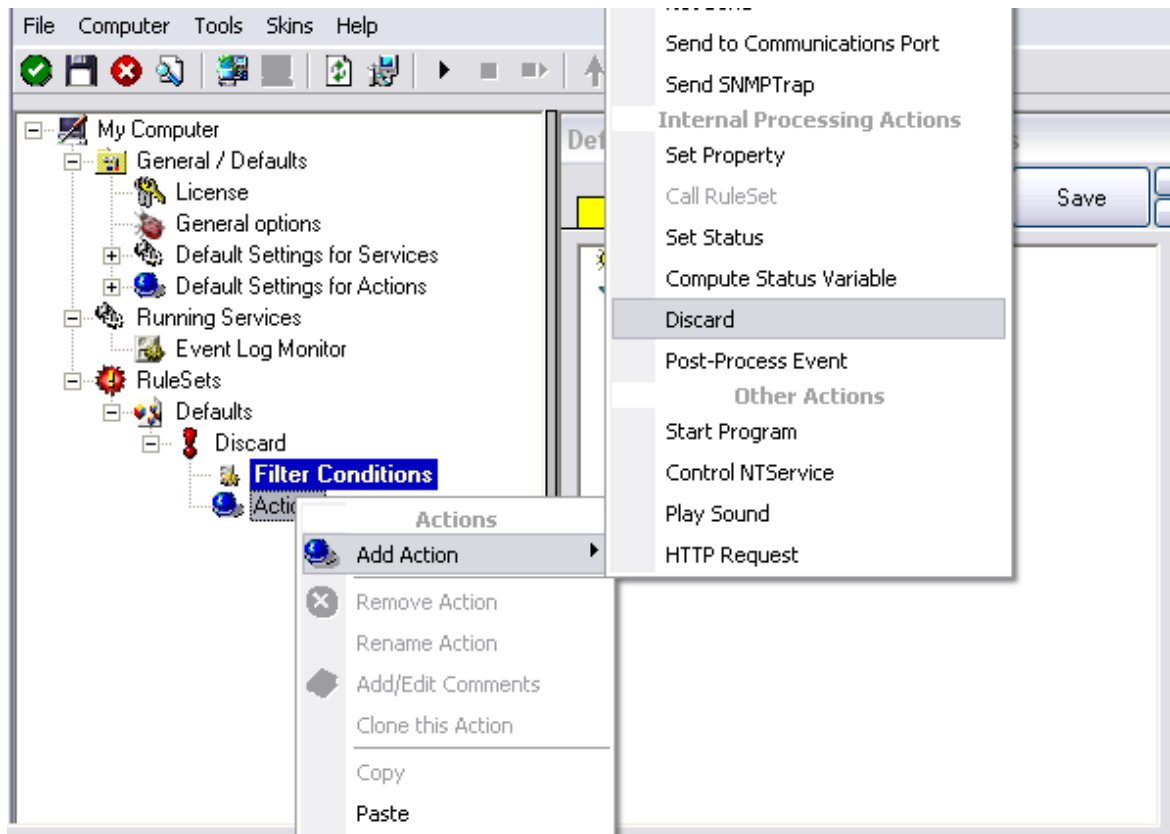 File Computer Tools Skins Help
My Computer
General / Defaults
License
General options
Default Settings for Services
Default Settings for Actions
Running Services
Event Log Monitor
RuleSets
Defaults
Discard
Filter Conditions
Actions
Add Action
Remove Action
Rename Action
Add/Edit Comments
Clone this Action
Copy
Paste
Send to Communications Port
Send SNMPTrap
Internal Processing Actions
Set Property
Call RuleSet
Set Status
Compute Status Variable
Discard
Post-Process Event
Other Actions
Start Program
Control NTService
Play Sound
HTTP Request
Def
Save